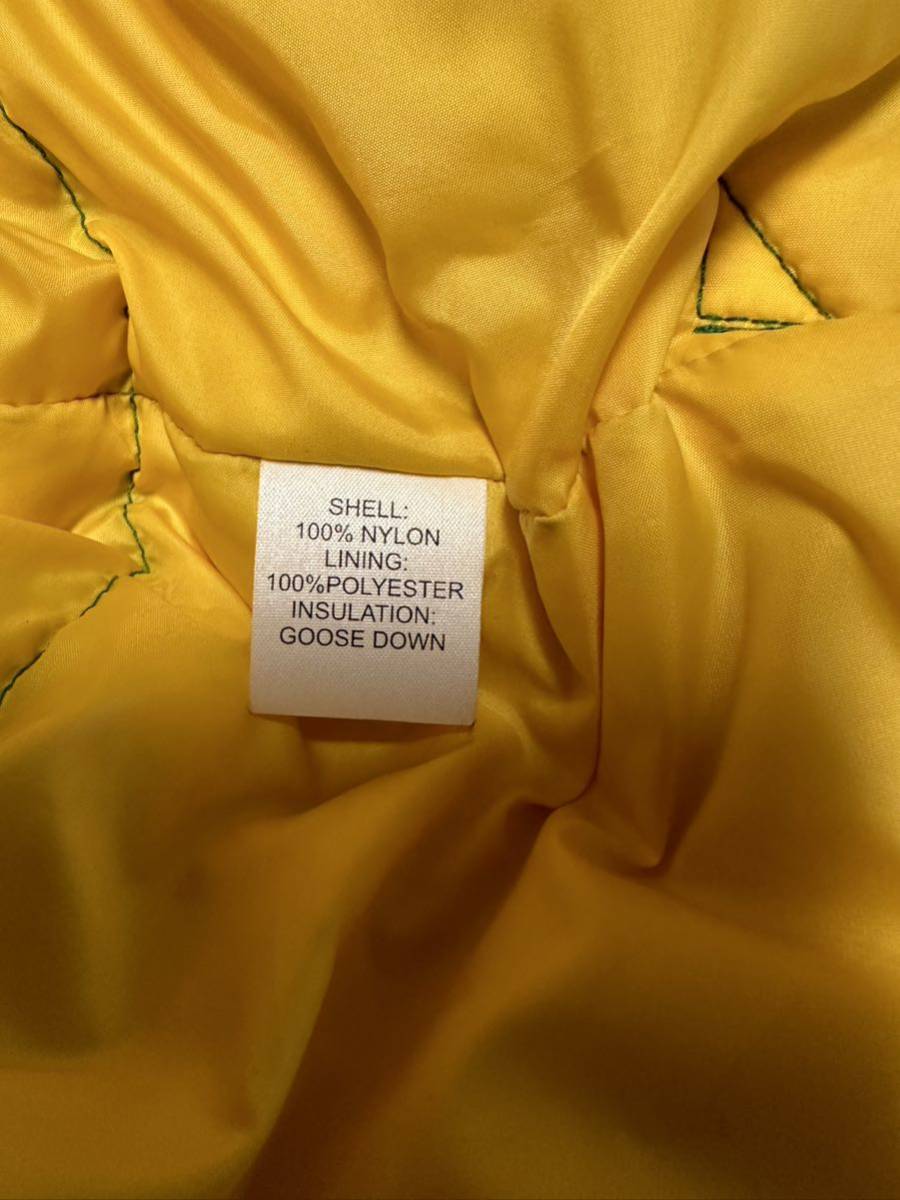 SHELL:
100% NYLON
LINING:
100%POLYESTER
INSULATION:
GOOSE DOWN